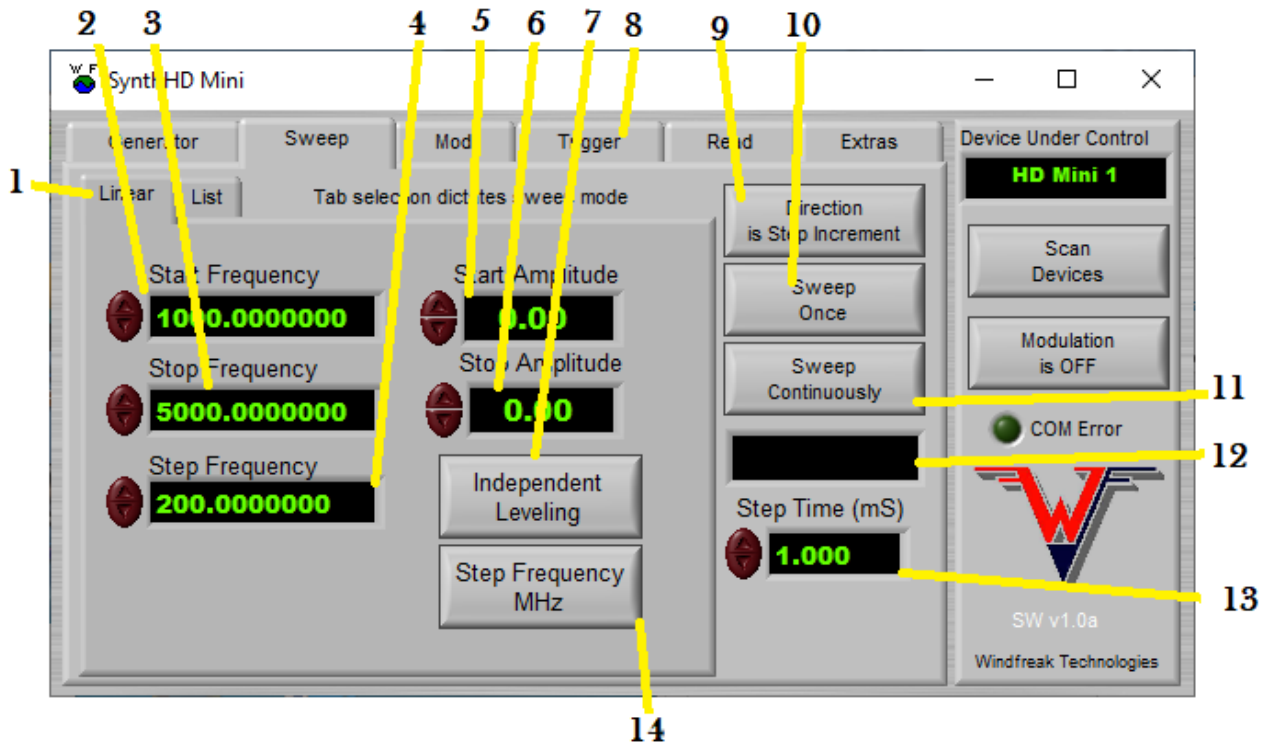 2 3 4 5 6 7 8 9 10
W F
SynthHD Mini
Generator Sweep Mod Trigger Read Extras
Device Under Control
HD Mini 1
1
Linear List Tab selection dictates sweep mode
Direction
is Step Increment
Scan
Devices
Start Frequency Start Amplitude
1000.0000000 0.00
Sweep
Once
Modulation
is OFF
Stop Frequency Stop Amplitude
5000.0000000 0.00
Sweep
Continuously
11
COM Error
12
Step Frequency
200.0000000
Independent
Leveling
Step Time (mS)
1.000
Step Frequency
MHz
13
W
SW v1.0a
Windfreak Technologies
14